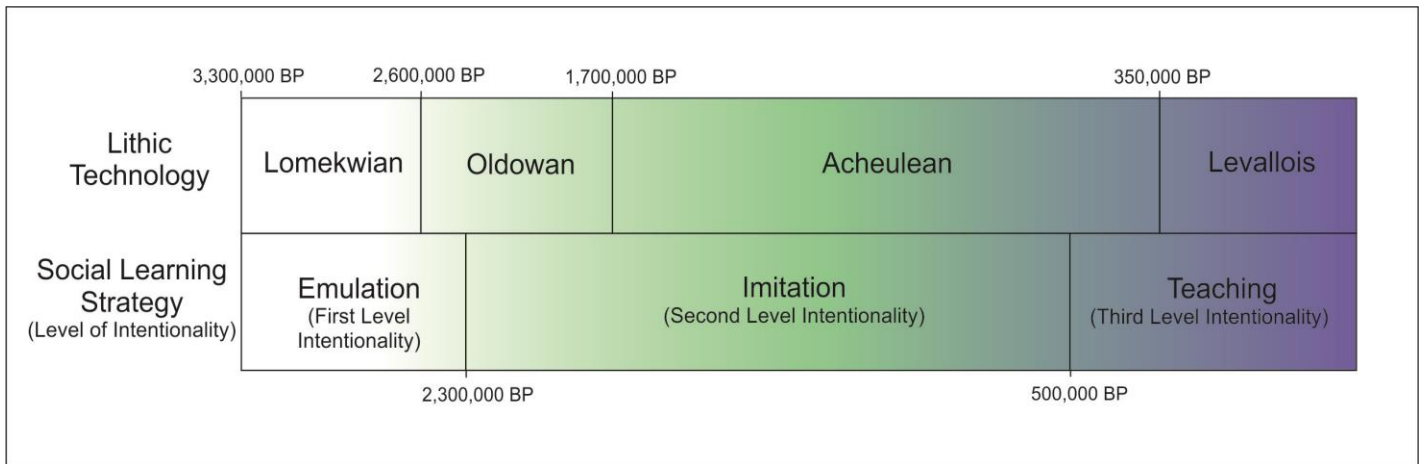 3,300,000 BP 2,600,000 BP 1,700,000 BP 350,000 BP
Lithic
Technology
Lomekwian Oldowan Acheulean Levallois
Social Learning
Strategy
(Level of Intentionality)
Emulation
(First Level
Intentionality)
Imitation
(Second Level Intentionality)
Teaching
(Third Level Intentionality)
2,300,000 BP 500,000 BP